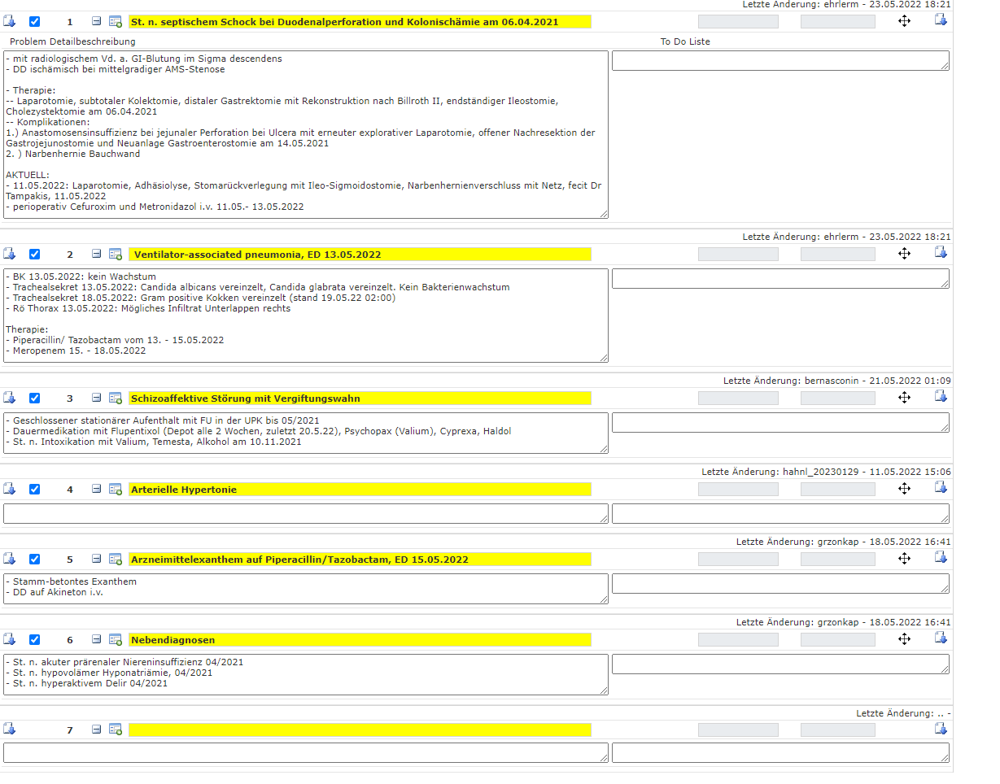 Letzte Änderung: ehrlerm - 23.05.2022 18:21
1 St. n. septischem Schock bei Duodenalperforation und Kolonischämie am 06.04.2021
Problem Detailbeschreibung To Do Liste
- mit radiologischem Vd. a. GI-Blutung im Sigma descendens
- DD ischämisch bei mittelgradiger AMS-Stenose
- Therapie:
-- Laparotomie, subtotaler Kolektomie, distaler Gastrektomie mit Rekonstruktion nach Billroth II, endständiger Ileostomie,
Cholezystektomie am 06.04.2021
-- Komplikationen:
1.) Anastomosensinsuffizienz bei jejunaler Perforation bei Ulcera mit erneuter explorativer Laparotomie, offener Nachresektion der
Gastrojejunostomie und Neuanlage Gastroenterostomie am 14.05.2021
2. ) Narbenhernie Bauchwand
AKTUELL:
- 11.05.2022: Laparotomie, Adhäsiolyse, Stomarückverlegung mit Ileo-Sigmoidostomie, Narbenhernienverschluss mit Netz, fecit Dr
Tampakis, 11.05.2022
- perioperativ Cefuroxim und Metronidazol i.v. 11.05.- 13.05.2022
Letzte Änderung: ehrlerm - 23.05.2022 18:21
2 Ventilator-associated pneumonia, ED 13.05.2022
- BK 13.05.2022: kein Wachstum
- Trachealsekret 13.05.2022: Candida albicans vereinzelt, Candida glabrata vereinzelt. Kein Bakterienwachstum
- Trachealsekret 18.05.2022: Gram positive Kokken vereinzelt (stand 19.05.22 02:00)
- Rö Thorax 13.05.2022: Mögliches Infiltrat Unterlappen rechts
Therapie:
- Piperacillin/ Tazobactam vom 13. - 15.05.2022
- Meropenem 15. - 18.05.2022
Letzte Änderung: bernasconin - 21.05.2022 01:09
3 Schizoaffektive Störung mit Vergiftungswahn
- Geschlossener stationärer Aufenthalt mit FU in der UPK bis 05/2021
- Dauermedikation mit Flupentixol (Depot alle 2 Wochen, zuletzt 20.5.22), Psychopax (Valium), Cyprexa, Haldol
- St. n. Intoxikation mit Valium, Temesta, Alkohol am 10.11.2021
Letzte Änderung: hahnl_20230129 - 11.05.2022 15:06
4 Arterielle Hypertonie
Letzte Änderung: grzonkap - 18.05.2022 16:41
5 Arzneimittelexanthem auf Piperacillin/Tazobactam, ED 15.05.2022
- Stamm-betontes Exanthem
- DD auf Akineton i.v.
Letzte Änderung: grzonkap - 18.05.2022 16:41
6 Nebendiagnosen
- St. n. akuter prärenaler Niereninsuffizienz 04/2021
- St. n. hypovolämer Hyponatriämie, 04/2021
- St. n. hyperaktivem Delir 04/2021
Letzte Änderung: .. -
7